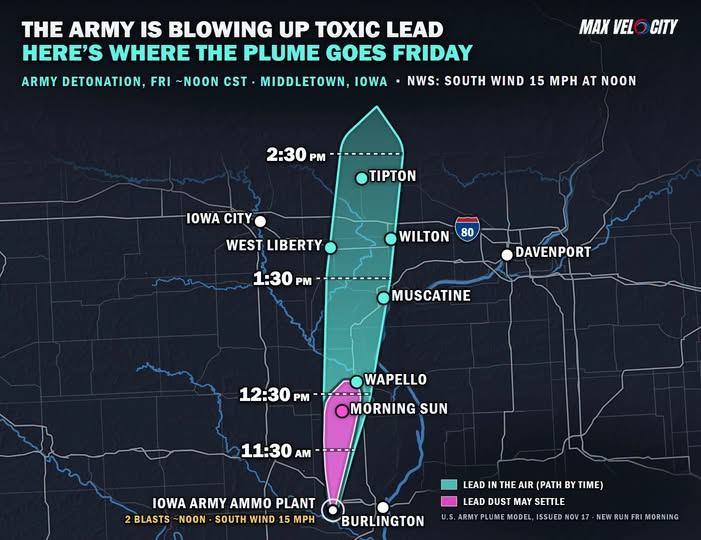 THE ARMY IS BLOWING UP TOXIC LEAD
HERE'S WHERE THE PLUME GOES FRIDAY
MAX VELOCITY
ARMY DETONATION, FRI ~NOON CST · MIDDLETOWN, IOWA • NWS: SOUTH WIND 15 MPH AT NOON
2:30 PM
TIPTON
IOWA CITY
WEST LIBERTY
WILTON
80
DAVENPORT
1:30 PM
MUSCATINE
WAPELLO
12:30 PM
MORNING SUN
11:30 AM
LEAD IN THE AIR (PATH BY TIME)
LEAD DUST MAY SETTLE
IOWA ARMY AMMO PLANT
2 BLASTS ~NOON · SOUTH WIND 15 MPH
BURLINGTON
U.S. ARMY PLUME MODEL, ISSUED NOV 17 · NEW RUN FRI MORNING